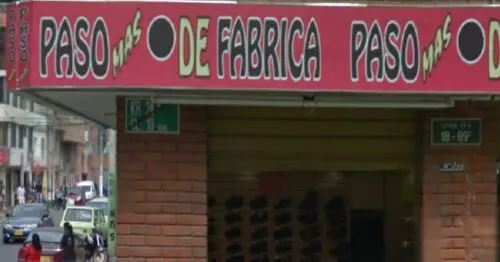 PASO MAS DE FABRICA PASO MAS D
18-89